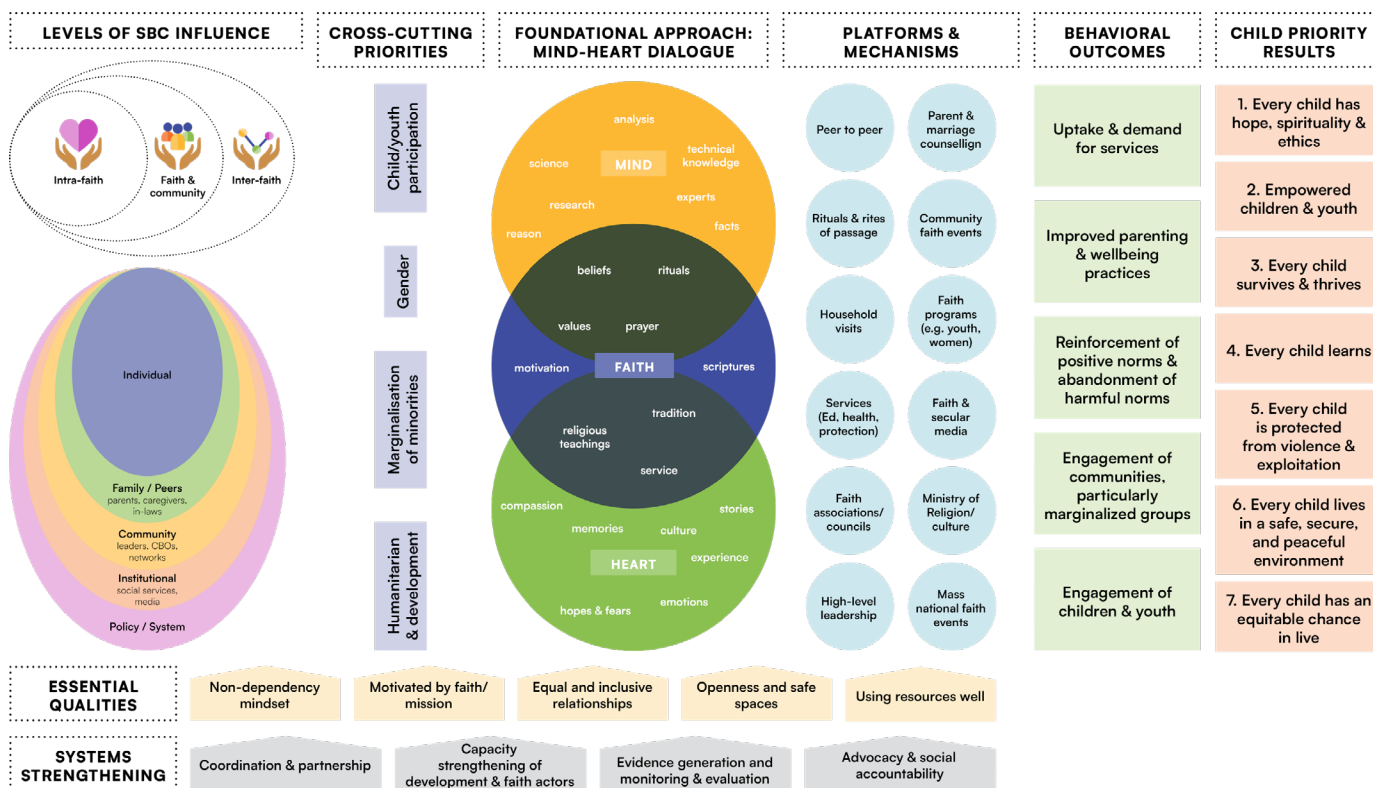 LEVELS OF SBC INFLUENCE
Intra-faith
Faith &
community
Inter-faith
Individual
Family / Peers
parents, caregivers,
in-laws
Community
leaders, CBOs,
networks
Institutional
social services,
media
Policy / System
CROSS-CUTTING
PRIORITIES
Child/youth
participation
Gender
Marginalisation
of minorities
Humanitarian
& development
FOUNDATIONAL APPROACH:
MIND-HEART DIALOGUE
analysis
science
MIND
technical
knowledge
research
experts
reason
facts
beliefs
rituals
values
prayer
motivation
FAITH
scriptures
tradition
religious
teachings
service
compassion
stories
memories
culture
HEART
experience
hopes & fears
emotions
PLATFORMS &
MECHANISMS
Peer to peer
Parent &
marriage
counsellign
Rituals & rites
of passage
Community
faith events
Household
visits
Faith
programs
(e.g. youth,
women)
Services
(Ed, health,
protection)
Faith &
secular
media
Faith
associations/
councils
Ministry of
Religion/
culture
High-level
leadership
Mass
national faith
events
BEHAVIORAL
OUTCOMES
Uptake & demand
for services
Improved parenting
& wellbeing
practices
Reinforcement of
positive norms &
abandonment of
harmful norms
Engagement of
communities,
particularly
marginalized groups
Engagement of
children & youth
CHILD PRIORITY
RESULTS
1. Every child has
hope, spirituality &
ethics
2. Empowered
children & youth
3. Every child
survives & thrives
4. Every child learns
5. Every child
is protected
from violence &
exploitation
6. Every child lives
in a safe, secure,
and peaceful
environment
7. Every child has an
equitable chance
in live
ESSENTIAL
QUALITIES
Non-dependency
mindset
Motivated by faith/
mission
Equal and inclusive
relationships
Openness and safe
spaces
Using resources well
SYSTEMS
STRENGTHENING
Coordination & partnership
Capacity
strengthening of
development & faith actors
Evidence generation and
monitoring & evaluation
Advocacy & social
accountability